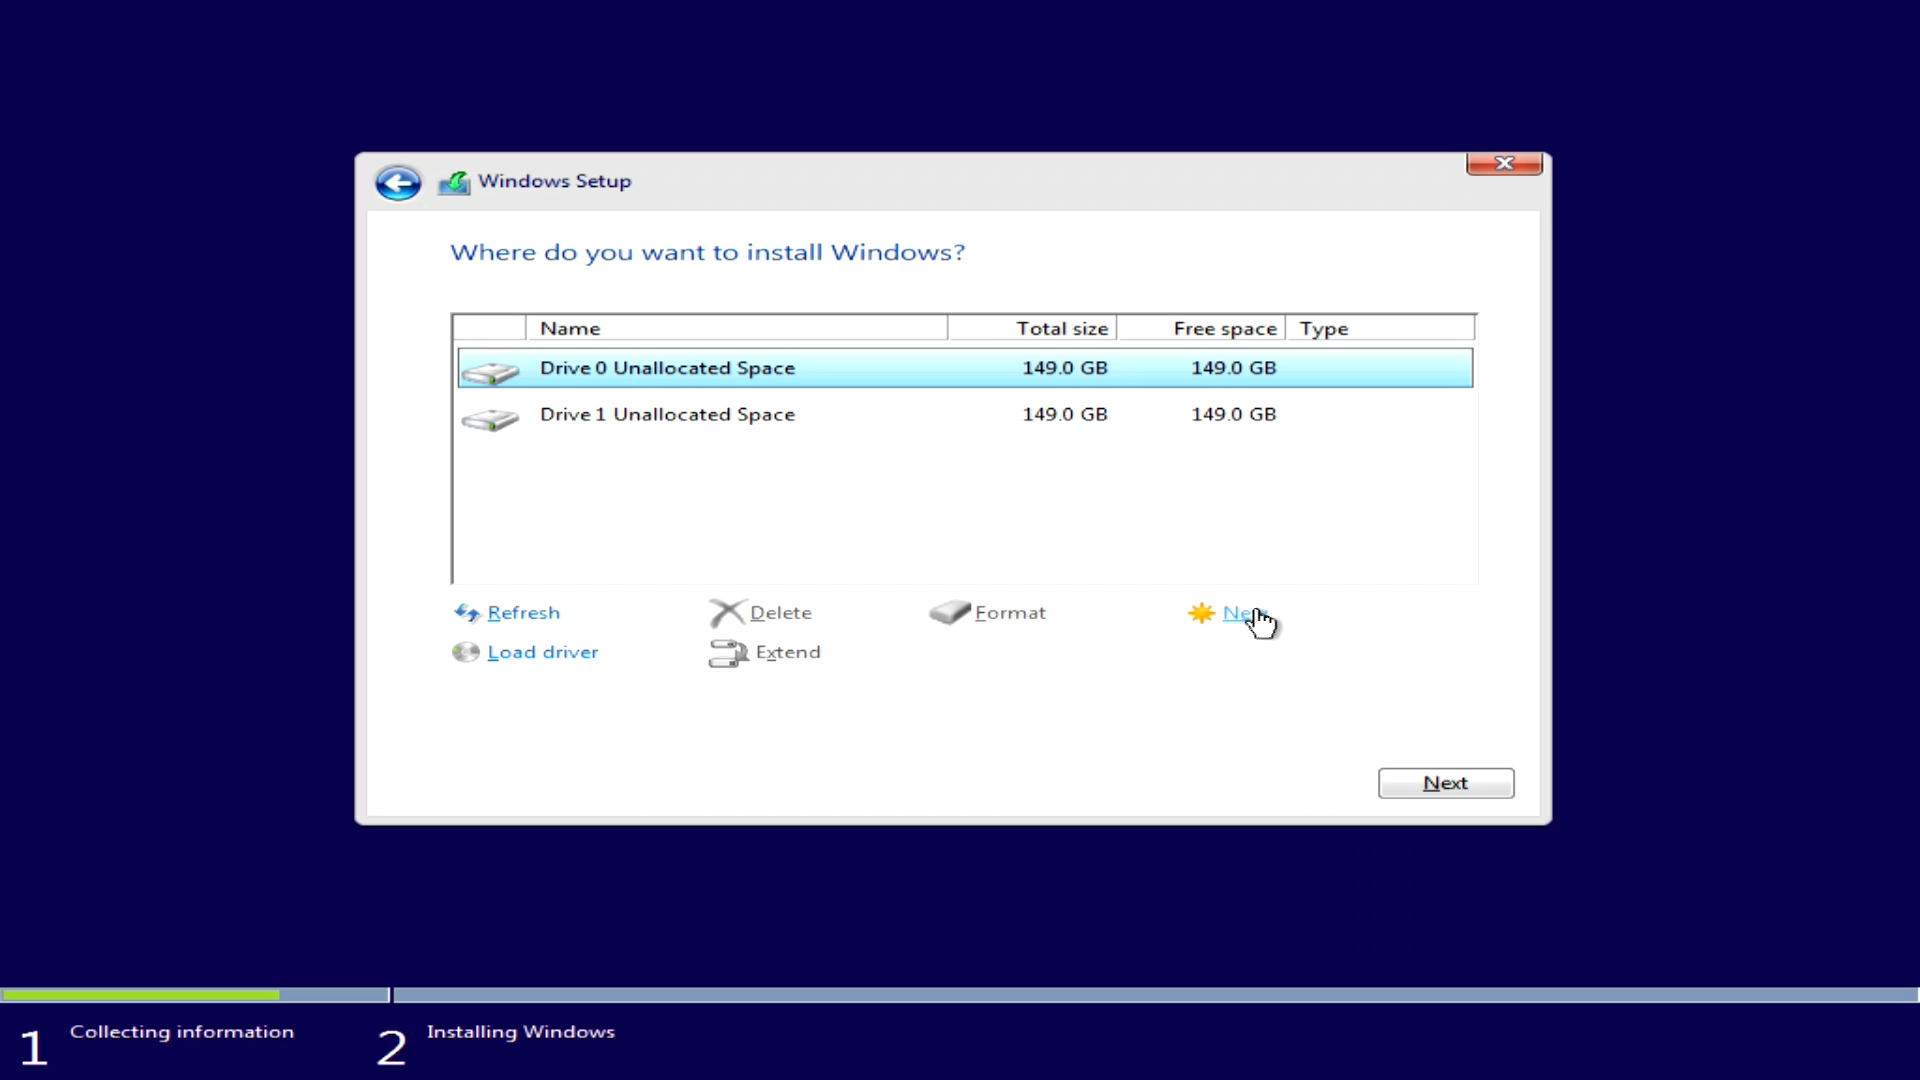 Windows Setup
Where do you want to install Windows?
Name Total size Free space Type
Drive 0 Unallocated Space 149.0 GB 149.0 GB
Drive 1 Unallocated Space 149.0 GB 149.0 GB
Refresh Delete Format
Load driver Extend
Next
1 Collecting information 2 Installing Windows